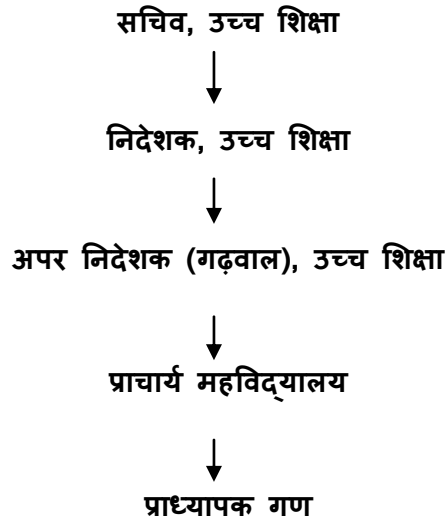 सचिव, उच्च शिक्षा
निदेशक, उच्च शिक्षा
अपर निदेशक (गढ़वाल), उच्च शिक्षा
प्राचार्य महविद्‌यालय
प्राध्यापक गण